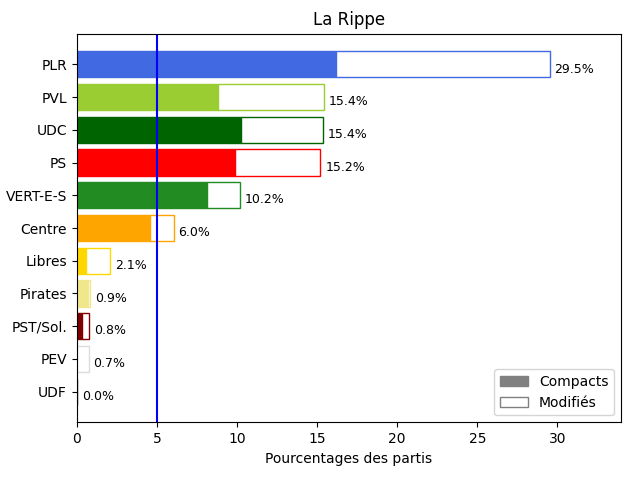 La Rippe
PLR 29.5%
PVL 15.4%
UDC 15.4%
PS 15.2%
VERT-E-S 10.2%
Centre 6.0%
Libres 2.1%
Pirates 0.9%
PST/Sol. 0.8%
PEV 0.7%
UDF 0.0%
Compacts
Modifiés
0 5 10 15 20 25 30
Pourcentages des partis